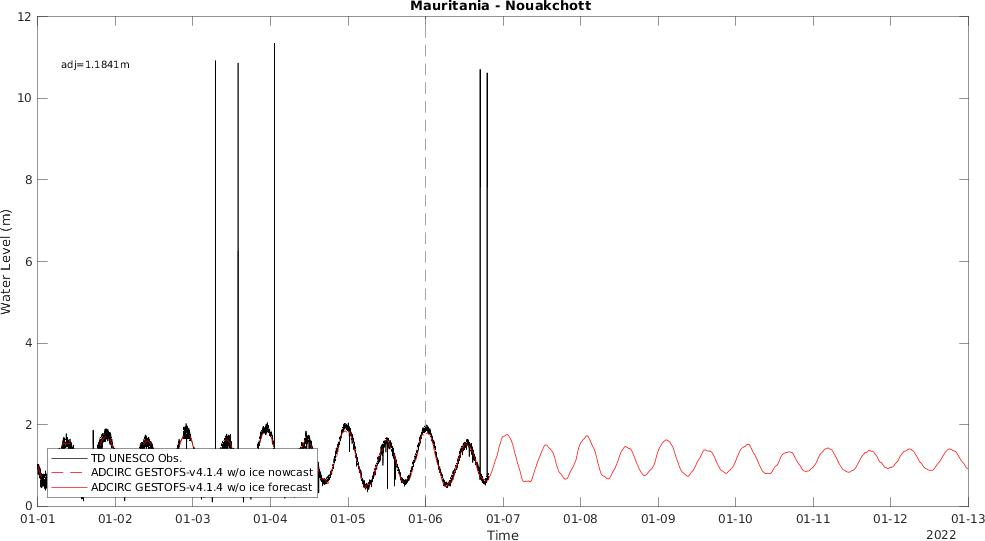 Mauritania - Nouakchott
12
adj=1.1841m
10
8
6
4
2
0
Water Level (m)
TD UNESCO Obs.
ADCIRC GESTOFS-v4.1.4 w/o ice nowcast
ADCIRC GESTOFS-v4.1.4 w/o ice forecast
01-01 01-02 01-03 01-04 01-05 01-06 01-07 01-08 01-09 01-10 01-11 01-12 01-13
Time
2022